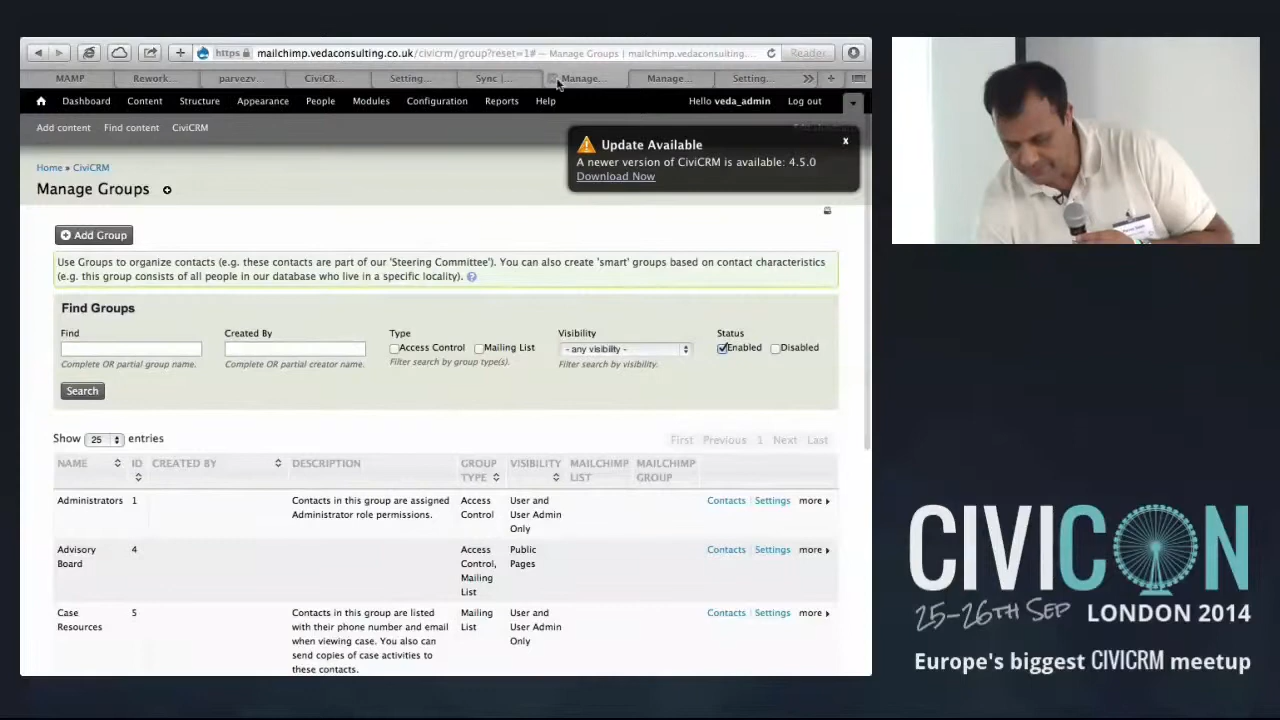 https mailchimp.vedaconsulting.co.uk/civicrm/group?reset=1# — Manage Groups | mailchimp.vedaconsulting.... Reader
MAMP Rework... parvezv... CiviCR... Setting... Sync |... Manage... Manage... Setting...
Dashboard Content Structure Appearance People Modules Configuration Reports Help Hello veda_admin Log out
Add content Find content CiviCRM
Update Available x
A newer version of CiviCRM is available: 4.5.0
Download Now
Home » CiviCRM
Manage Groups
Add Group
Use Groups to organize contacts (e.g. these contacts are part of our 'Steering Committee'). You can also create 'smart' groups based on contact characteristics
(e.g. this group consists of all people in our database who live in a specific locality).
Find Groups
Find Created By Type Visibility Status
Access Control Mailing List - any visibility - Enabled Disabled
Complete OR partial group name. Complete OR partial creator name. Filter search by group type(s). Filter search by visibility.
Search
Show 25 entries First Previous 1 Next Last
NAME ID CREATED BY DESCRIPTION GROUP TYPE VISIBILITY MAILCHIMP LIST MAILCHIMP GROUP
Administrators 1 Contacts in this group are assigned Access User and Contacts Settings more
Administrator role permissions. Control User Admin
Only
Advisory 4 Access Public Contacts Settings more
Board Control, Pages
Mailing
List
Case 5 Contacts in this group are listed Mailing User and Contacts Settings more
Resources with their phone number and email List User Admin
when viewing case. You also can Only
send copies of case activities to
these contacts.
CIVICON
25-26TH SEP LONDON 2014
Europe's biggest CIVICRM meetup